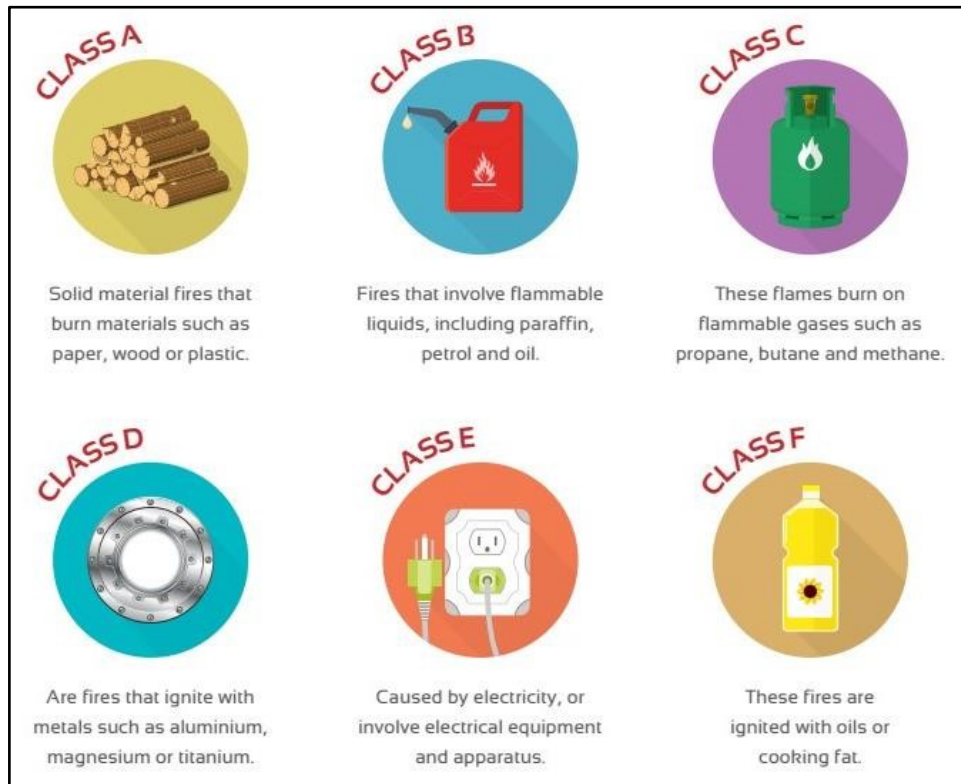 CLASS A
Solid material fires that
burn materials such as
paper, wood or plastic.
CLASS B
Fires that involve flammable
liquids, including paraffin,
petrol and oil.
CLASS C
These flames burn on
flammable gases such as
propane, butane and methane.
CLASS D
Are fires that ignite with
metals such as aluminium,
magnesium or titanium.
CLASS E
Caused by electricity, or
involve electrical equipment
and apparatus.
CLASS F
These fires are
ignited with oils or
cooking fat.